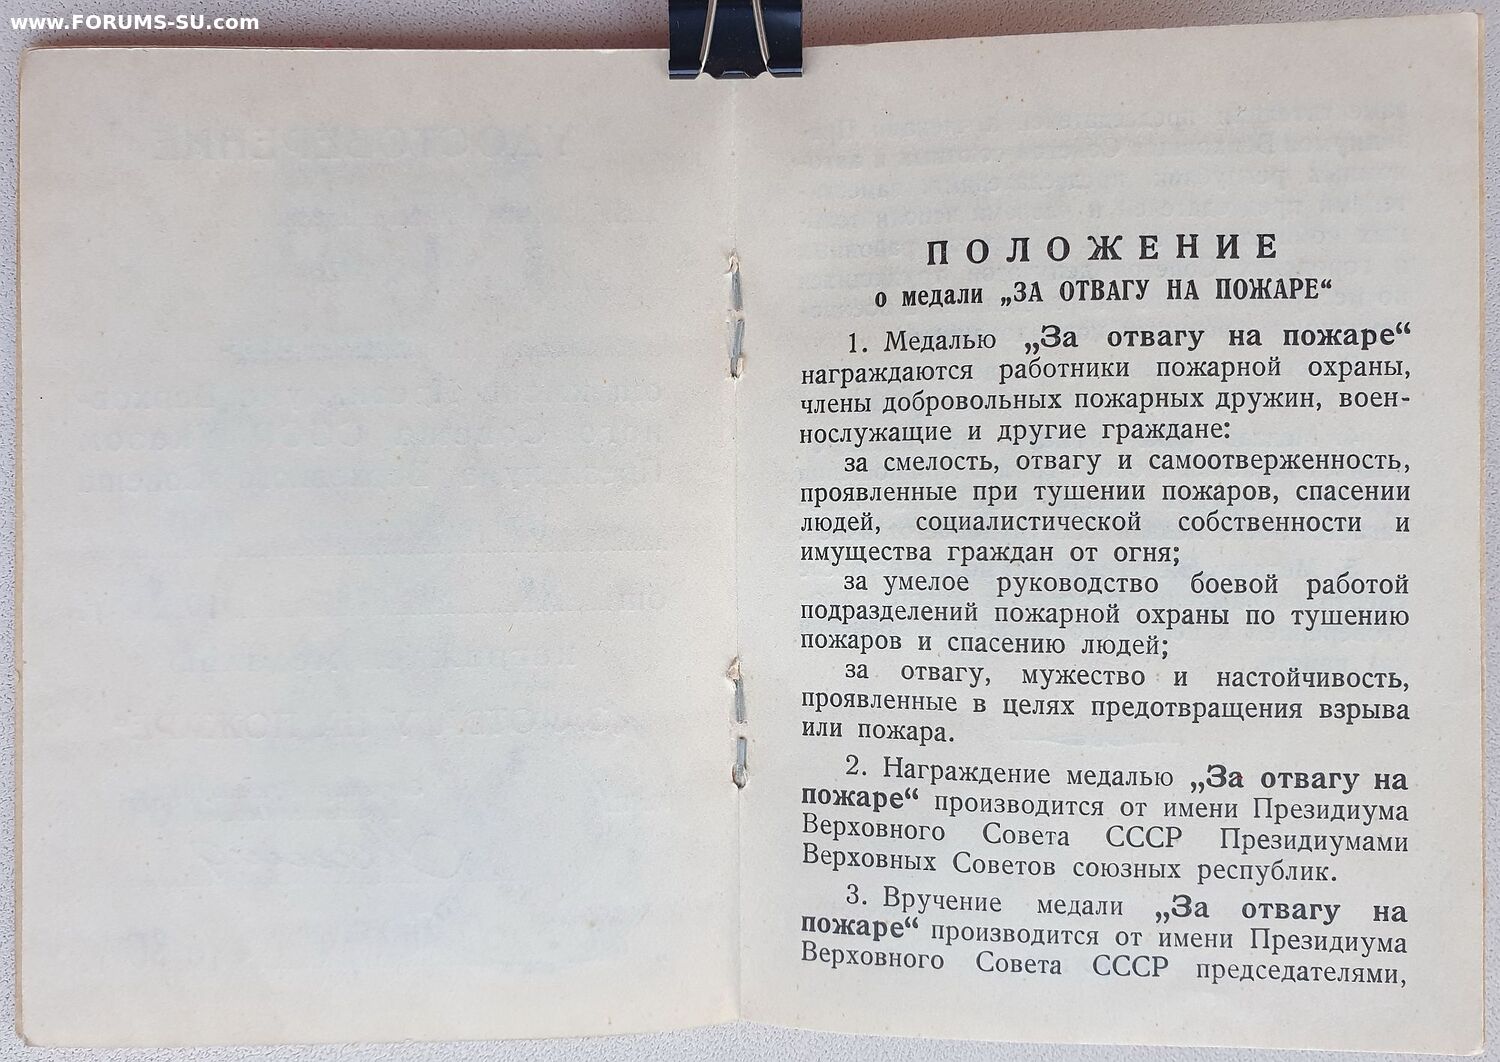 www.FORUMS-SU.com
ПОЛОЖЕНИЕ
о медали „ЗА ОТВАГУ НА ПОЖАРЕ“
1. Медалью „За отвагу на пожаре“
награждаются работники пожарной охраны,
члены добровольных пожарных дружин, воен-
нослужащие и другие граждане:
за смелость, отвагу и самоотверженность,
проявленные при тушении пожаров, спасении
людей, социалистической собственности и
имущества граждан от огня;
за умелое руководство боевой работой
подразделений пожарной охраны по тушению
пожаров и спасению людей;
за отвагу, мужество и настойчивость,
проявленные в целях предотвращения взрыва
или пожара.
2. Награждение медалью „За отвагу на
пожаре“ производится от имени Президиума
Верховного Совета СССР Президиумами
Верховных Советов союзных республик.
3. Вручение медали „За отвагу на
пожаре“ производится от имени Президиума
Верховного Совета СССР председателями,